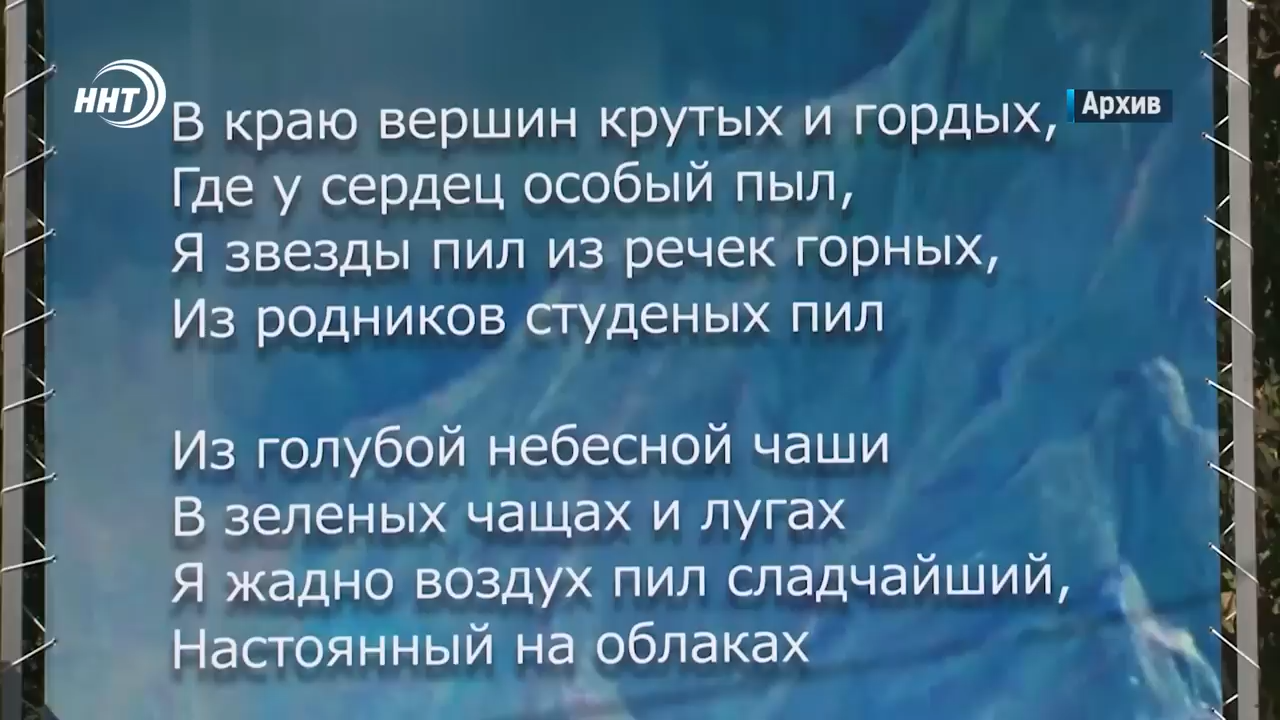 ННТ
Архив
В краю вершин крутых и гордых,
Где у сердец особый пыл,
Я звезды пил из речек горных,
Из родников студеных пил
Из голубой небесной чаши
В зеленых чащах и лугах
Я жадно воздух пил сладчайший,
Настоянный на облаках